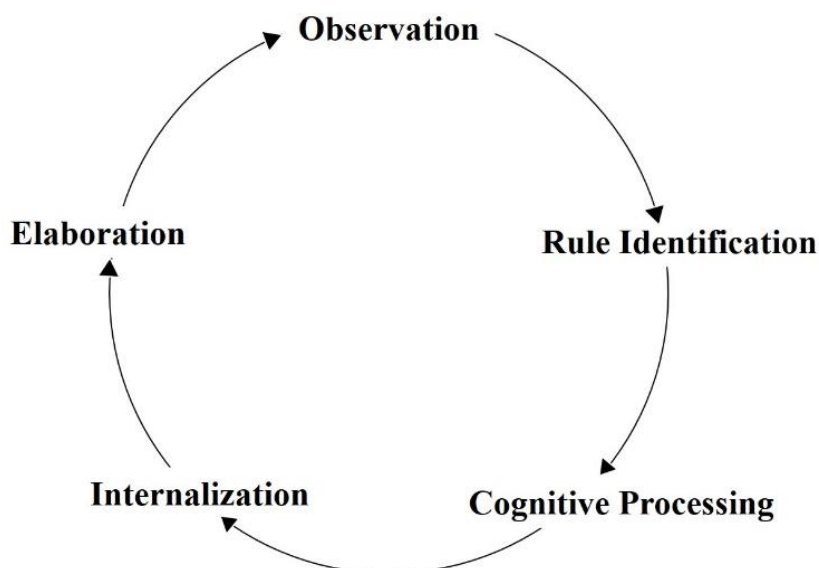 Observation
Rule Identification
Cognitive Processing
Internalization
Elaboration